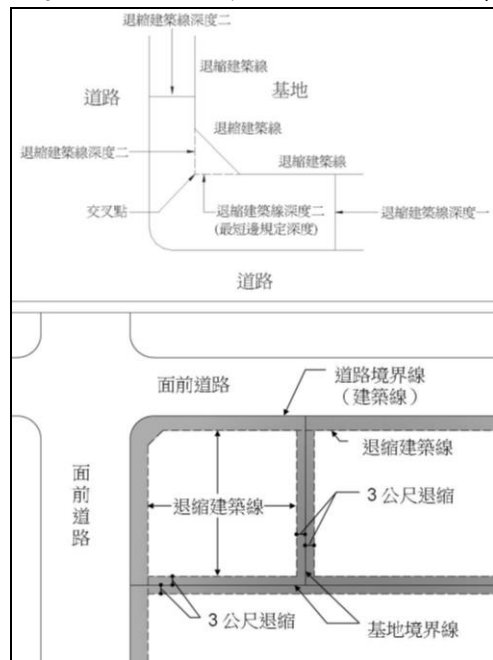 退縮建築線深度二
退縮建築線
道路
基地
退縮建築線
退縮建築線深度二
退縮建築線
交叉點
退縮建築線深度二
(最短邊規定深度)
退縮建築線深度一
道路
面前道路
道路境界線
（建築線）
退縮建築線
面前道路
退縮建築線
3公尺退縮
3公尺退縮
基地境界線